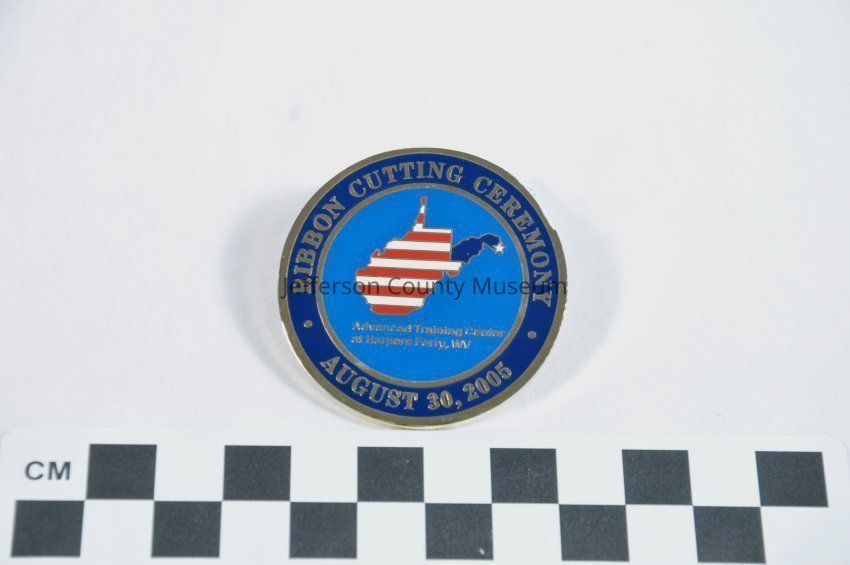 RIBBON CUTTING CEREMONY
Jefferson County Museum
Advanced Training Center
at Harpers Ferry, WV
AUGUST 30, 2005
CM